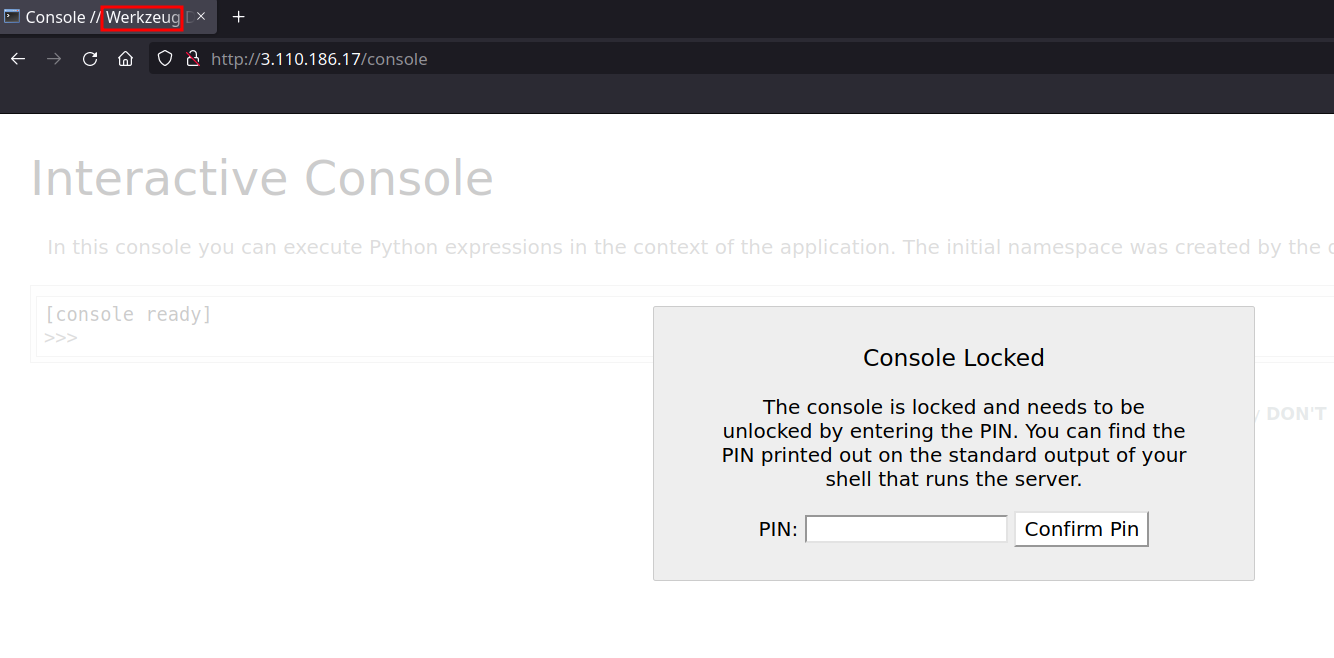 Console // Werkzeug D
http://3.110.186.17/console
Interactive Console
In this console you can execute Python expressions in the context of the application. The initial namespace was created by the
[console ready]
>>>
Console Locked
The console is locked and needs to be
unlocked by entering the PIN. You can find the
PIN printed out on the standard output of your
shell that runs the server.
DON'T
PIN:
Confirm Pin